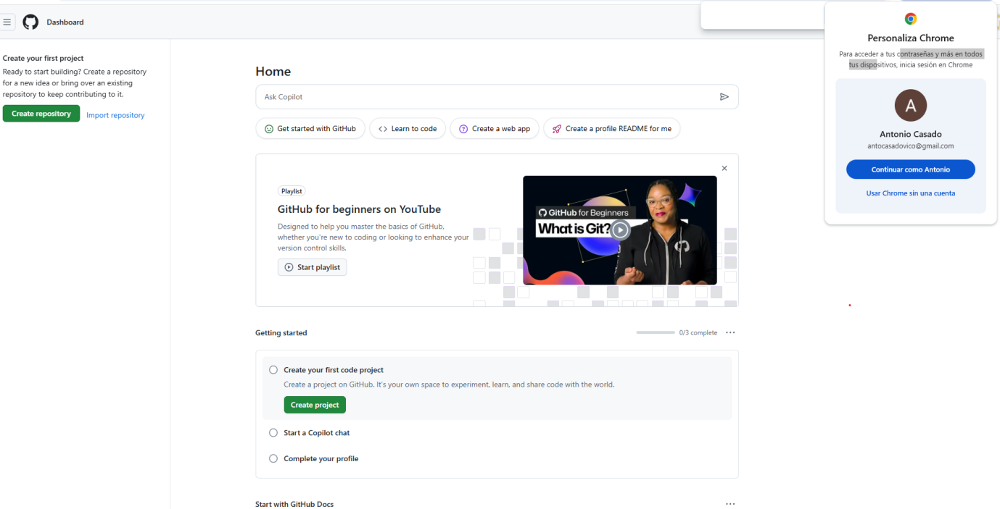 Dashboard
Create your first project
Ready to start building? Create a repository
for a new idea or bring over an existing
repository to keep contributing to it.
Create repository
Import repository
Home
Ask Copilot
Get started with GitHub
Learn to code
Create a web app
Create a profile README for me
Playlist
GitHub for beginners on YouTube
Designed to help you master the basics of GitHub,
whether you're new to coding or looking to enhance your
version control skills.
Start playlist
GitHub for Beginners
What is Git?
Getting started
0/3 complete
Create your first code project
Create a project on GitHub. It's your own space to experiment, learn, and share code with the world.
Create project
Start a Copilot chat
Complete your profile
Start with GitHub Docs
Personaliza Chrome
Para acceder a tus contraseñas y más en todos
tus dispositivos, inicia sesión en Chrome
A
Antonio Casado
antocasadovico@gmail.com
Continuar como Antonio
Usar Chrome sin una cuenta